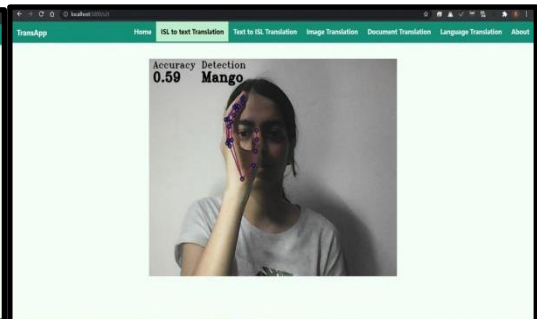 localhost
TransApp Home ISL to text Translation Text to ISL Translation Image Translation Document Translation Language Translation About
Accuracy Detection
0.59 Mango